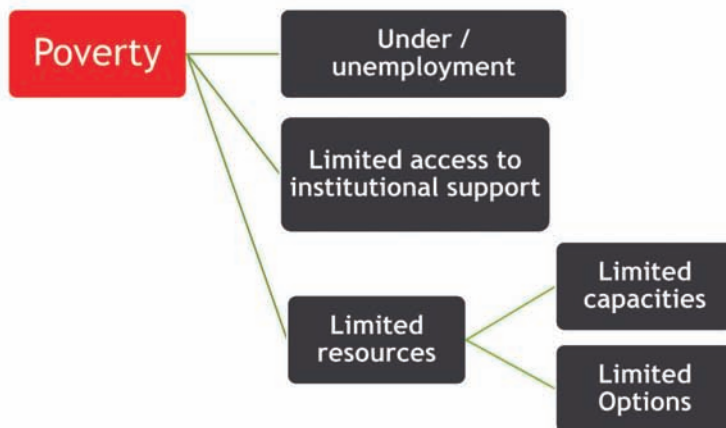 Poverty
Under /
unemployment
Limited access to
institutional support
Limited
resources
Limited
capacities
Limited
Options